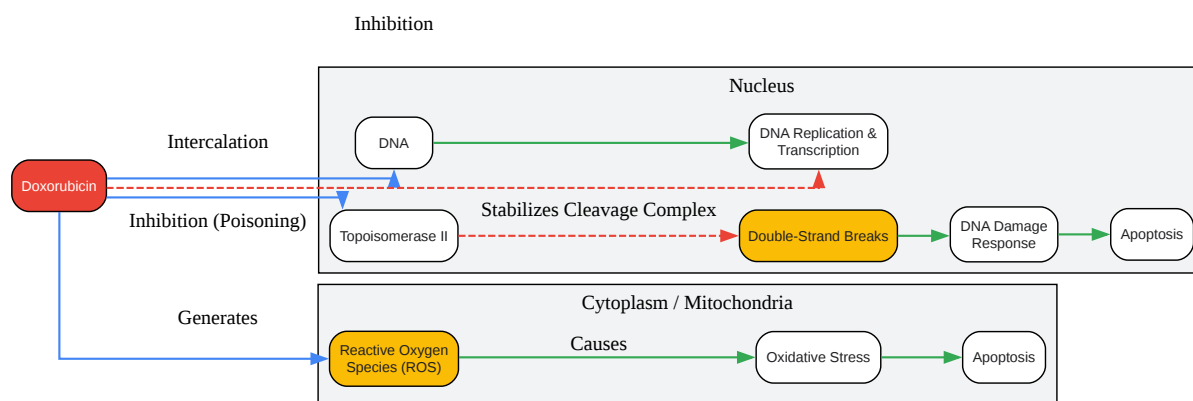 Inhibition
Nucleus
Intercalation
DNA
DNA Replication &
Transcription
Doxorubicin
Inhibition (Poisoning)
Stabilizes Cleavage Complex
Topoisomerase II
Double-Strand Breaks
DNA Damage
Response
Apoptosis
Cytoplasm / Mitochondria
Generates
Reactive Oxygen
Species (ROS)
Causes
Oxidative Stress
Apoptosis